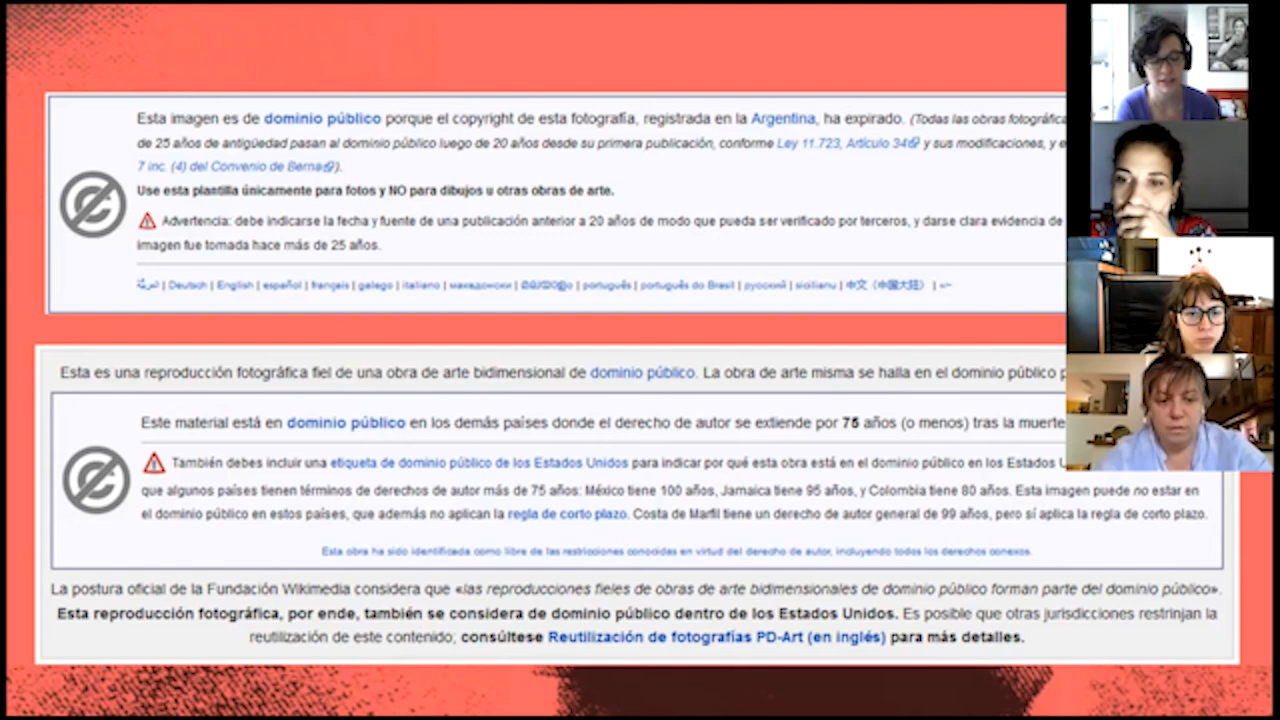 Esta imagen es de dominio público porque el copyright de esta fotografía, registrada en la Argentina, ha expirado. (Todas las obras fotográfica
de 25 años de antigüedad pasan al dominio público luego de 20 años desde su primera publicación, conforme Ley 11.723, Artículo 34 y sus modificaciones, y e
7 inc. (4) del Convenio de Berna).
Use esta plantilla únicamente para fotos y NO para dibujos u otras obras de arte.
Advertencia: debe indicarse la fecha y fuente de una publicación anterior a 20 años de modo que pueda ser verificado por terceros, y darse clara evidencia de
imagen fue tomada hace más de 25 años.
| Deutsch | English | español | français | galego | italiano | македонски | മലയാളം | português | português do Brasil | русский | sicilianu | 中文（中国大陆） | +/−
Esta es una reproducción fotográfica fiel de una obra de arte bidimensional de dominio público. La obra de arte misma se halla en el dominio público p
Este material está en dominio público en los demás países donde el derecho de autor se extiende por 75 años (o menos) tras la muerte
También debes incluir una etiqueta de dominio público de los Estados Unidos para indicar por qué esta obra está en el dominio público en los Estados U
que algunos países tienen términos de derechos de autor más de 75 años: México tiene 100 años, Jamaica tiene 95 años, y Colombia tiene 80 años. Esta imagen puede no estar en
el dominio público en estos países, que además no aplican la regla de corto plazo. Costa de Marfil tiene un derecho de autor general de 99 años, pero sí aplica la regla de corto plazo.
Esta obra ha sido identificada como libre de las restricciones conocidas en virtud del derecho de autor, incluyendo todos los derechos conexos.
La postura oficial de la Fundación Wikimedia considera que «las reproducciones fieles de obras de arte bidimensionales de dominio público forman parte del dominio público».
Esta reproducción fotográfica, por ende, también se considera de dominio público dentro de los Estados Unidos. Es posible que otras jurisdicciones restrinjan la
reutilización de este contenido; consúltese Reutilización de fotografías PD-Art (en inglés) para más detalles.